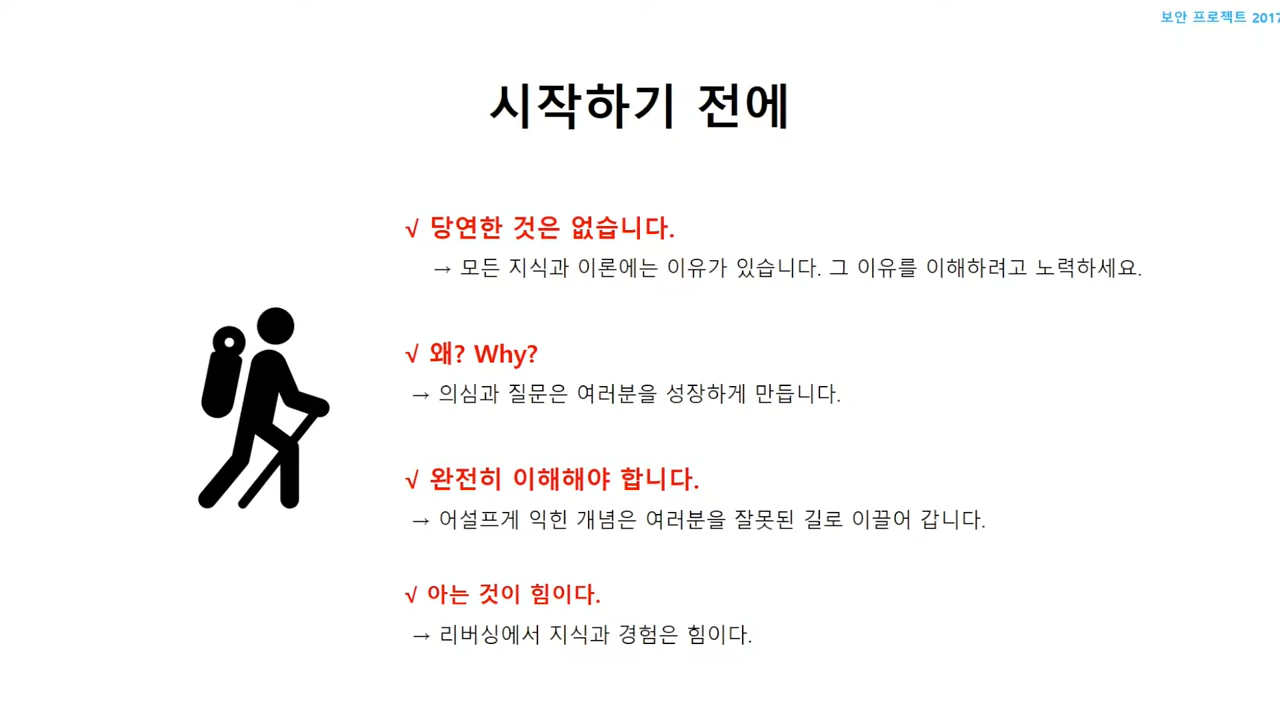 보안 프로젝트 2017
시작하기 전에
√ 당연한 것은 없습니다.
→ 모든 지식과 이론에는 이유가 있습니다. 그 이유를 이해하려고 노력하세요.
√ 왜? Why?
→ 의심과 질문은 여러분을 성장하게 만듭니다.
√ 완전히 이해해야 합니다.
→ 어설프게 익힌 개념은 여러분을 잘못된 길로 이끌어 갑니다.
√ 아는 것이 힘이다.
→ 리버싱에서 지식과 경험은 힘이다.